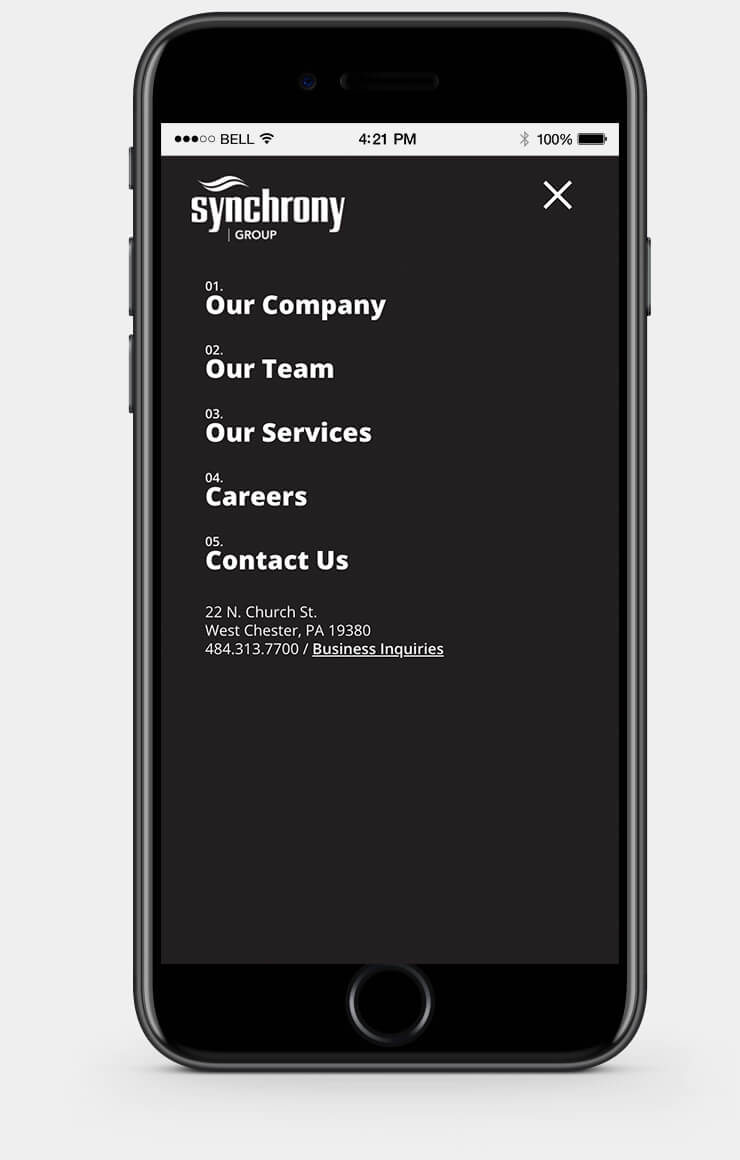 BELL 4:21 PM 100%
synchrony
GROUP
01.
Our Company
02.
Our Team
03.
Our Services
04.
Careers
05.
Contact Us
22 N. Church St.
West Chester, PA 19380
484.313.7700 / Business Inquiries